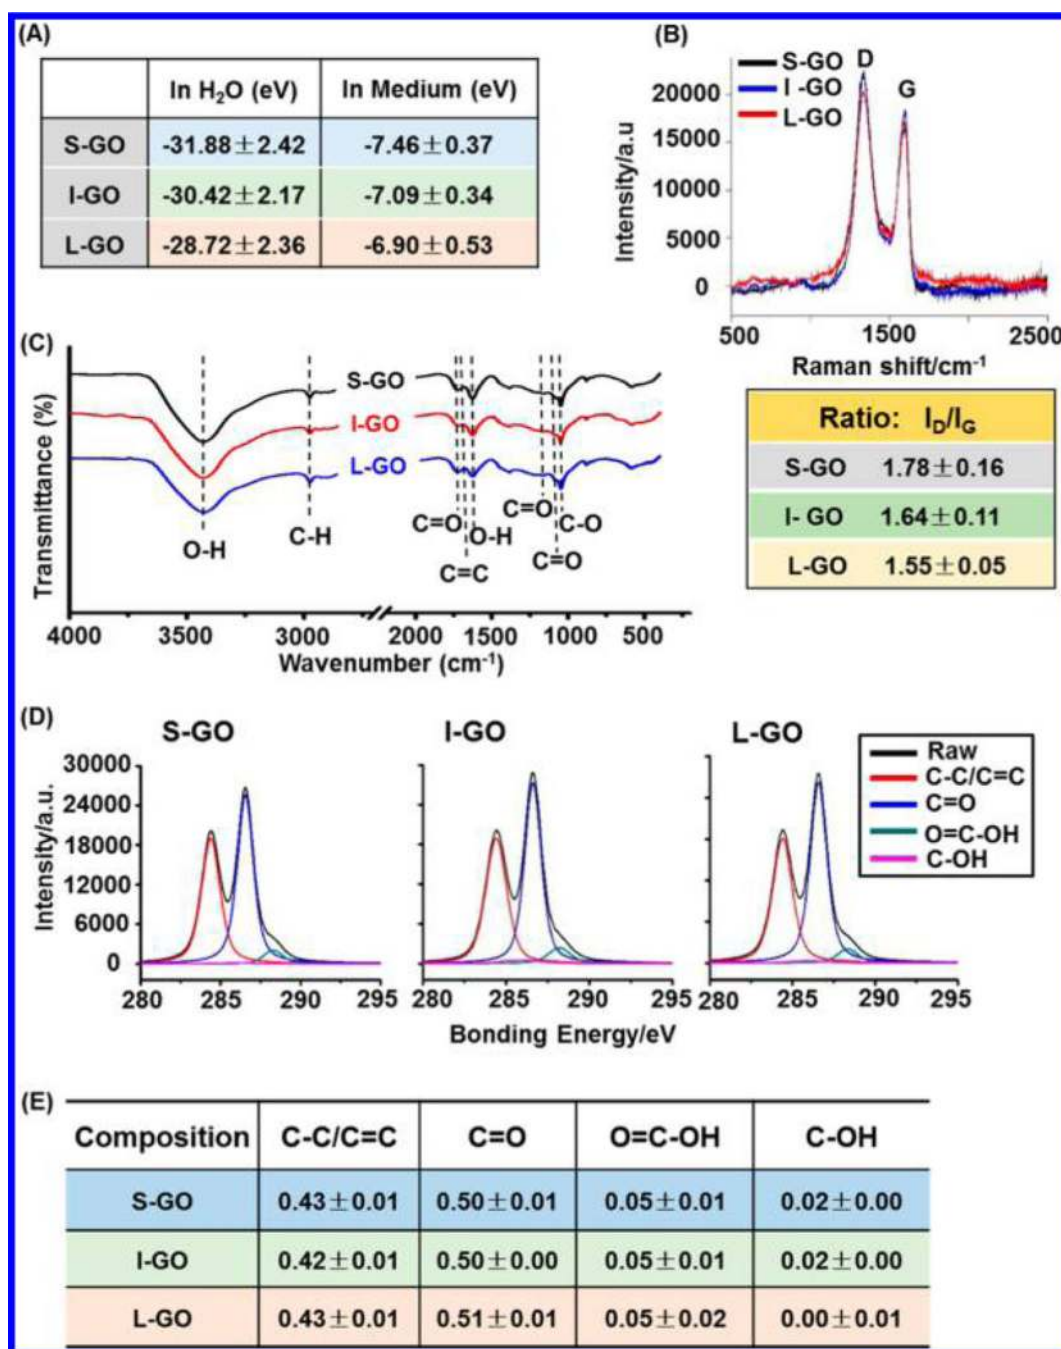 (A)
In H₂O (eV) In Medium (eV)
S-GO -31.88±2.42 -7.46±0.37
I-GO -30.42±2.17 -7.09±0.34
L-GO -28.72±2.36 -6.90±0.53
(B)
S-GO
I -GO
L-GO
D
G
Intensity/a.u
20000
15000
10000
5000
0
500 1500 2500
Raman shift/cm⁻¹
Ratio: I_D/I_G
S-GO 1.78±0.16
I- GO 1.64±0.11
L-GO 1.55±0.05
(C)
Transmittance (%)
S-GO
I-GO
L-GO
O-H
C-H
C=O
C=C
O-H
C=O
C=O
C-O
4000 3500 3000 2000 1500 1000 500
Wavenumber (cm⁻¹)
(D)
S-GO I-GO L-GO
Raw
C-C/C=C
C=O
O=C-OH
C-OH
Intensity/a.u.
30000
24000
18000
12000
6000
0
280 285 290 295
280 285 290 295
280 285 290 295
Bonding Energy/eV
(E)
Composition C-C/C=C C=O O=C-OH C-OH
S-GO 0.43±0.01 0.50±0.01 0.05±0.01 0.02±0.00
I-GO 0.42±0.01 0.50±0.00 0.05±0.01 0.02±0.00
L-GO 0.43±0.01 0.51±0.01 0.05±0.02 0.00±0.01